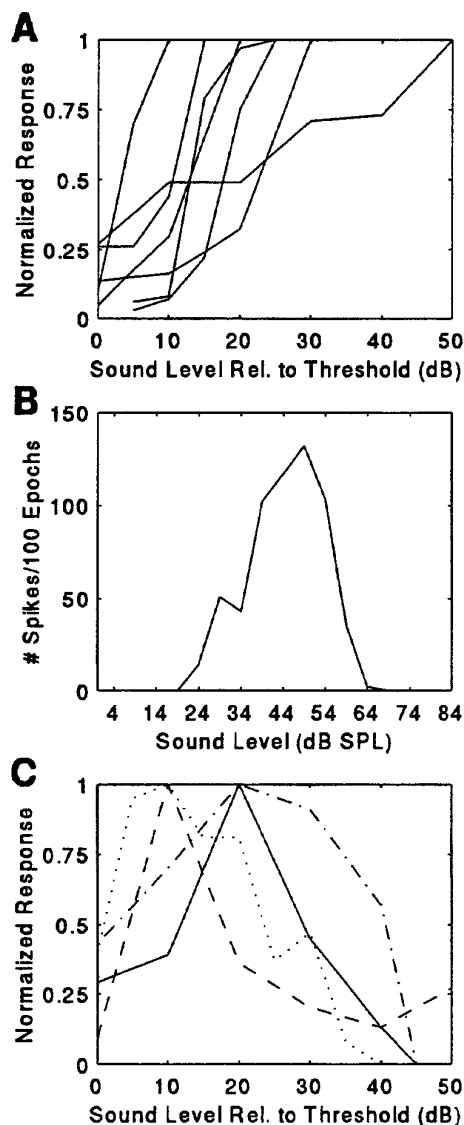 A
Normalized Response
1
0.75
0.5
0.25
0
0 10 20 30 40 50
Sound Level Rel. to Threshold (dB)
B
# Spikes/100 Epochs
150
100
50
0
4 14 24 34 44 54 64 74 84
Sound Level (dB SPL)
C
Normalized Response
1
0.75
0.5
0.25
0
0 10 20 30 40 50
Sound Level Rel. to Threshold (dB)